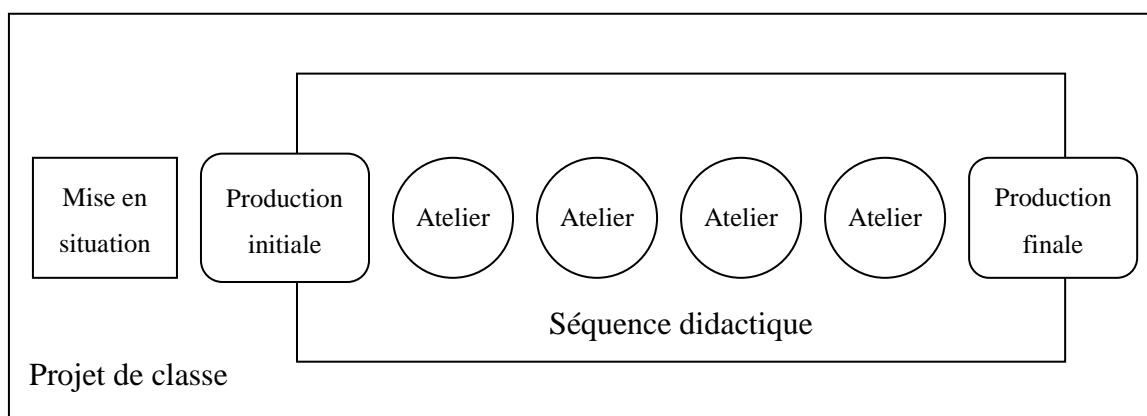 Mise en
situation
Production
initiale
Atelier
Atelier
Atelier
Atelier
Production
finale
Séquence didactique
Projet de classe